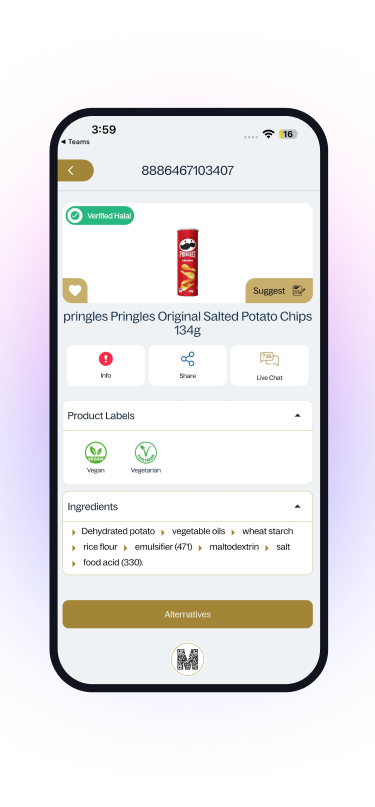 3:59
16
◀ Teams
8886467103407
Verified Halal
Suggest
pringles Pringles Original Salted Potato Chips
134g
Info
Share
Live Chat
Product Labels
Vegan
Vegetarian
Ingredients
Dehydrated potato
vegetable oils
wheat starch
rice flour
emulsifier (471)
maltodextrin
salt
food acid (330).
Alternatives